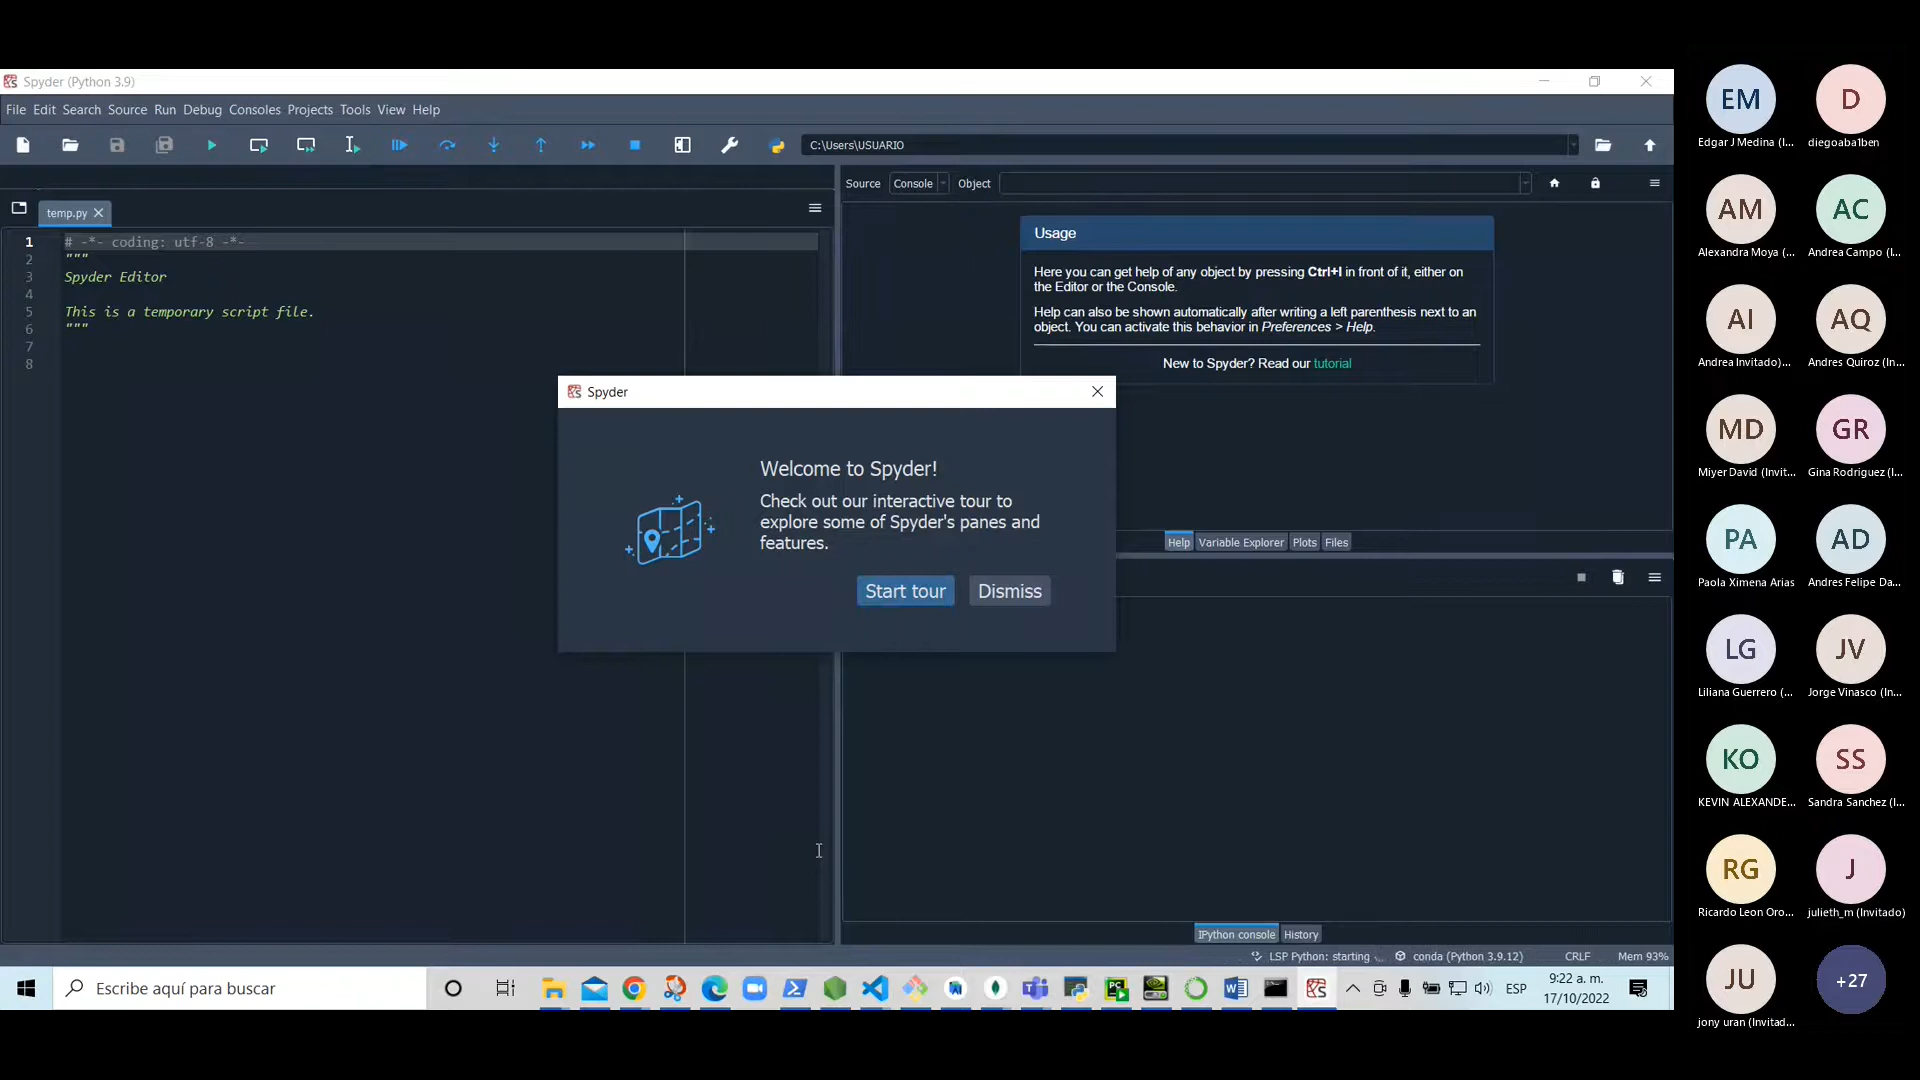 Spyder (Python 3.9)
File Edit Search Source Run Debug Consoles Projects Tools View Help
C:\Users\USUARIO
temp.py
1 # -*- coding: utf-8 -*-
2 """
3 Spyder Editor
4
5 This is a temporary script file.
6 """
7
8
Source Console Object
Usage
Here you can get help of any object by pressing Ctrl+I in front of it, either on
the Editor or the Console.
Help can also be shown automatically after writing a left parenthesis next to an
object. You can activate this behavior in Preferences > Help.
New to Spyder? Read our tutorial
Spyder
Welcome to Spyder!
Check out our interactive tour to
explore some of Spyder's panes and
features.
Start tour Dismiss
Help Variable Explorer Plots Files
IPython console History
LSP Python: starting conda (Python 3.9.12) CRLF Mem 93%
Escribe aquí para buscar
ESP
9:22 a. m.
17/10/2022
EM D
Edgar J Medina (I... diegoaba1ben
AM AC
Alexandra Moya (... Andrea Campo (I...
AI AQ
Andrea Invitado)... Andres Quiroz (In...
MD GR
Miyer David (Invit... Gina Rodriguez (I...
PA AD
Paola Ximena Arias Andres Felipe Da...
LG JV
Liliana Guerrero (... Jorge Vinasco (In...
KO SS
KEVIN ALEXANDE... Sandra Sanchez (I...
RG J
Ricardo Leon Oro... julieth_m (Invitado)
JU +27
jony uran (Invitad...